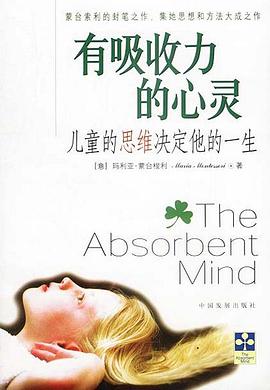 蒙台索利的封笔之作，集她思想和方法大成之作
有吸收力
的心灵
儿童的思维决定他的一生
［意］玛利亚·蒙台梭利 Maria Montessori · 著
The
Absorbent
Mind
中国发展出版社
The
Absorbent
Mind